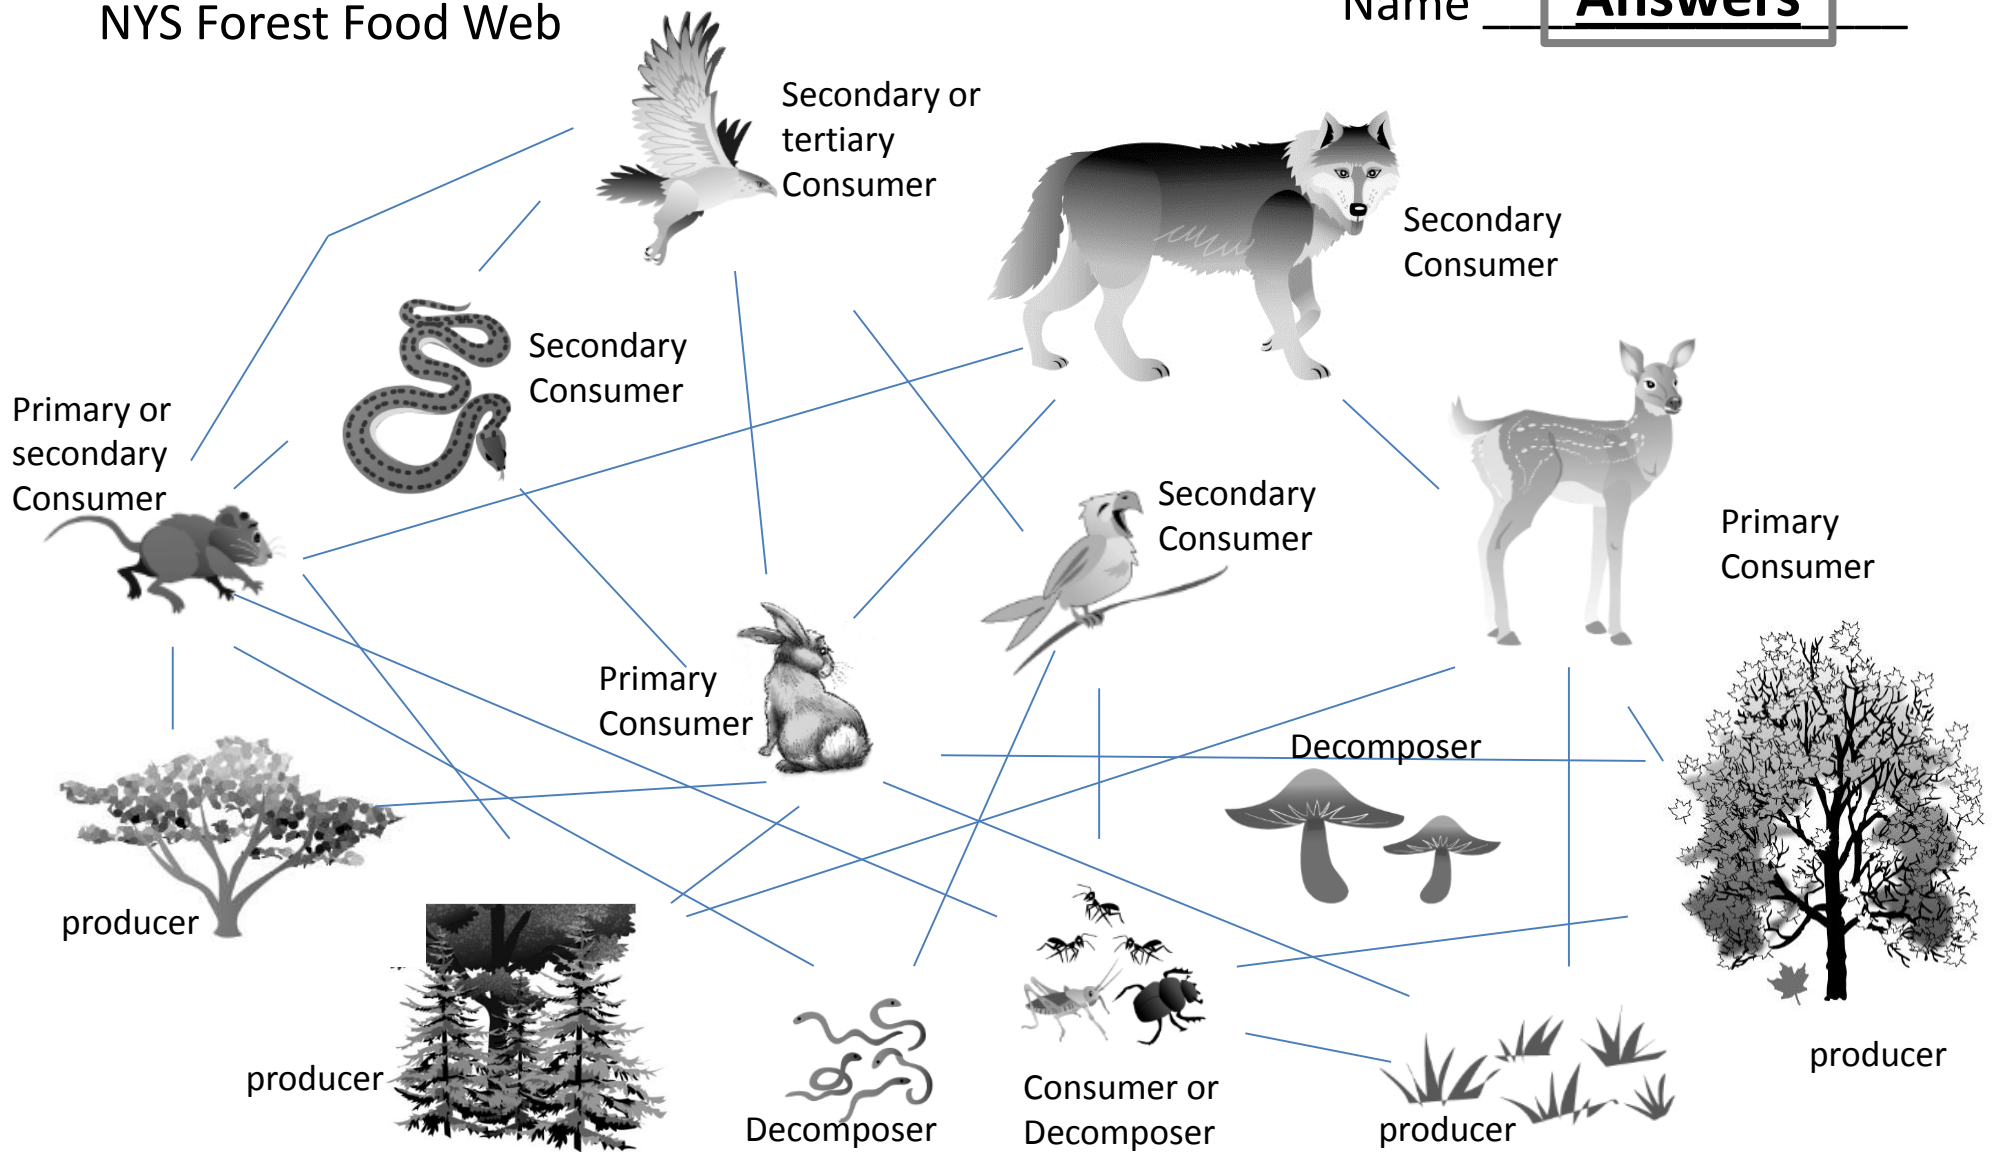 NYS Forest Food Web
Name ________Answers________
Secondary or
tertiary
Consumer
Secondary
Consumer
Secondary
Consumer
Primary or
secondary
Consumer
Secondary
Consumer
Primary
Consumer
Primary
Consumer
Decomposer
producer
producer
Decomposer
Consumer or
Decomposer
producer
producer